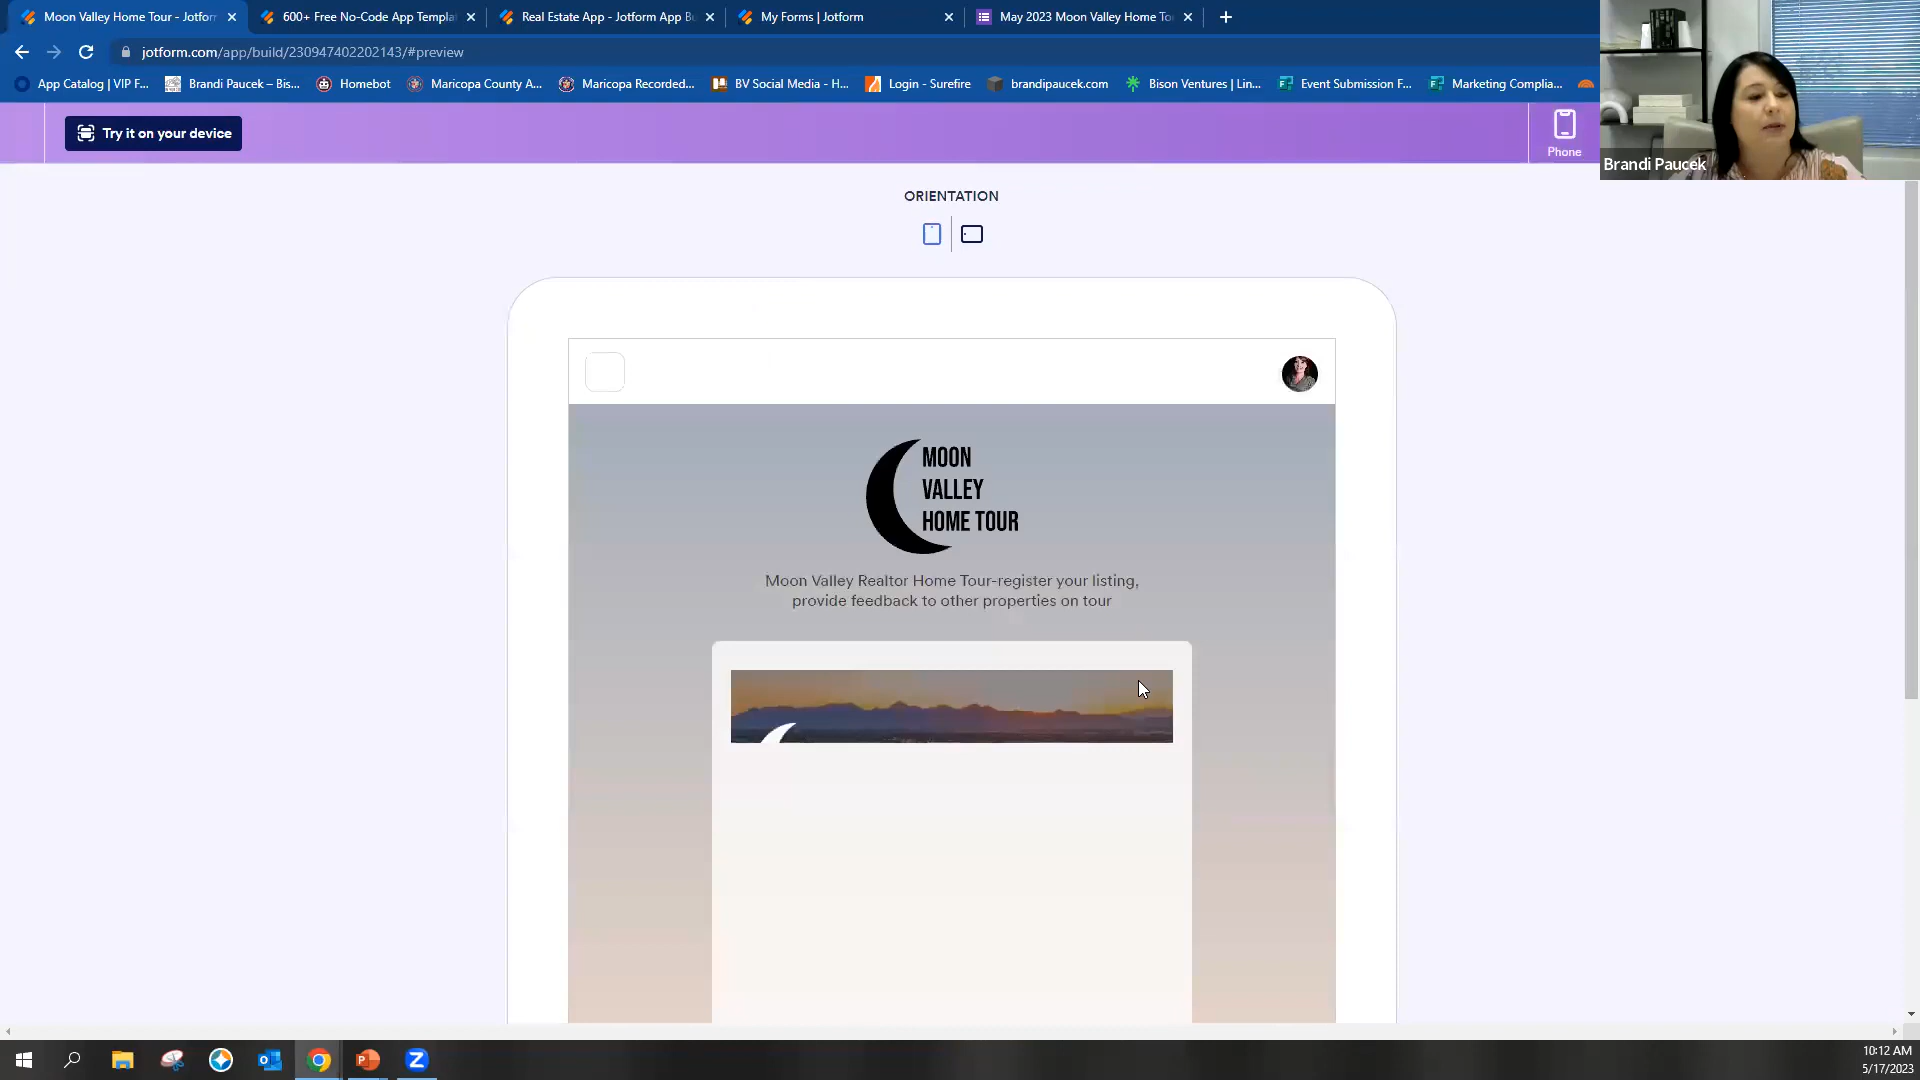 Moon Valley Home Tour - Jotfor
600+ Free No-Code App Templa
Real Estate App - Jotform App B
My Forms | Jotform
May 2023 Moon Valley Home To
jotform.com/app/build/230947402202143/#preview
App Catalog | VIP F...
Brandi Paucek – Bis...
Homebot
Maricopa County A...
Maricopa Recorded...
BV Social Media - H...
Login - Surefire
brandipaucek.com
Bison Ventures | Lin...
Event Submission F...
Marketing Complia...
Try it on your device
Phone
Brandi Paucek
ORIENTATION
MOON
VALLEY
HOME TOUR
Moon Valley Realtor Home Tour-register your listing,
provide feedback to other properties on tour
10:12 AM
5/17/2023